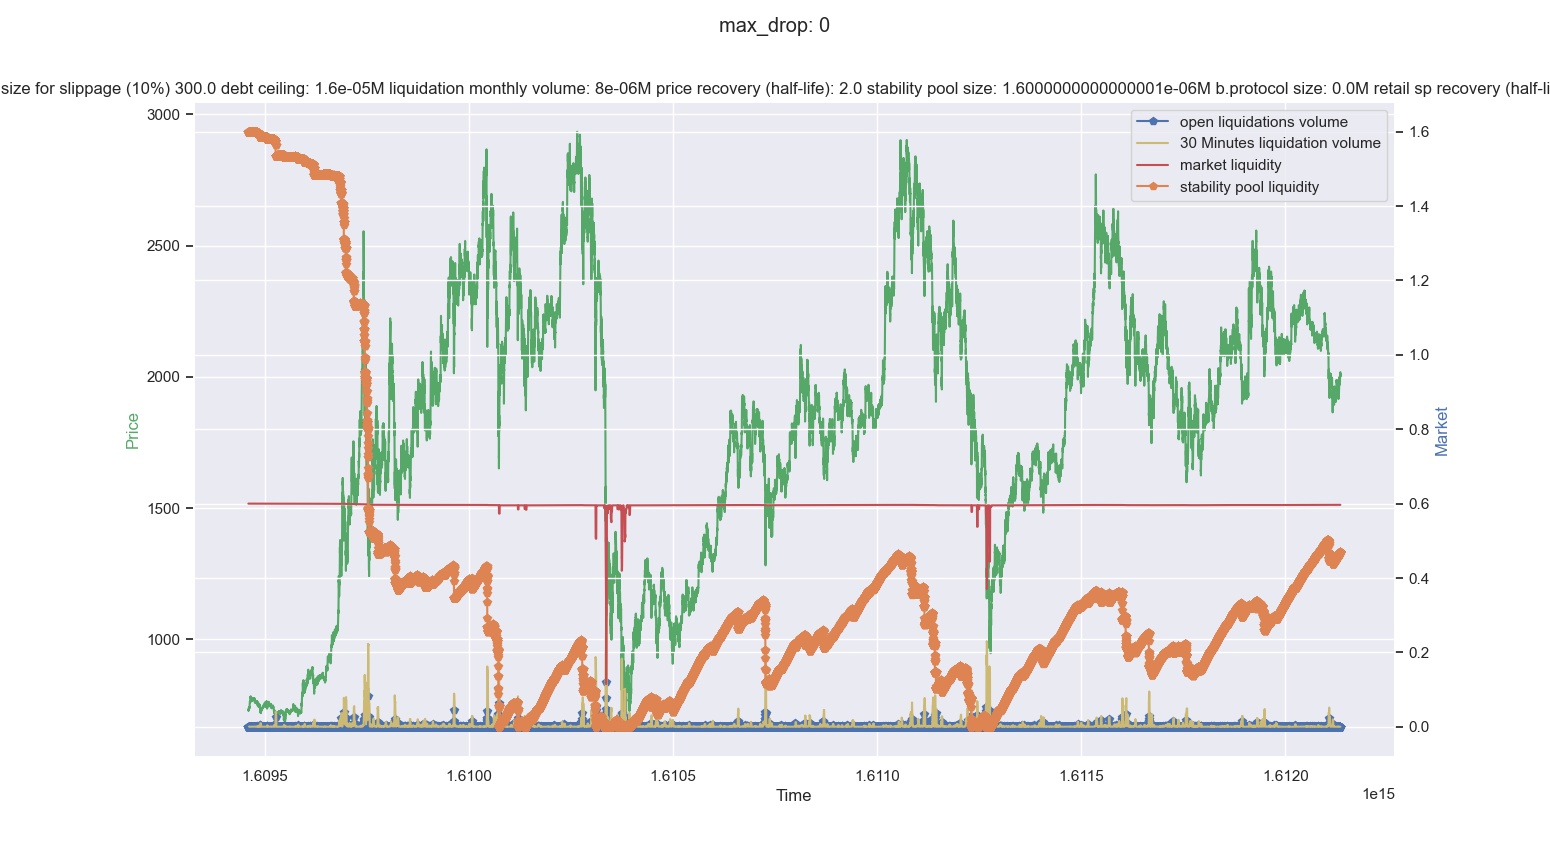 max_drop: 0
size for slippage (10%) 300.0 debt ceiling: 1.6e-05M liquidation monthly volume: 8e-06M price recovery (half-life): 2.0 stability pool size: 1.6000000000000001e-06M b.protocol size: 0.0M retail sp recovery (half-li
open liquidations volume
30 Minutes liquidation volume
market liquidity
stability pool liquidity
3000
2500
2000
1500
1000
Price
1.6
1.4
1.2
1.0
0.8
0.6
0.4
0.2
0.0
Market
1.6095 1.6100 1.6105 1.6110 1.6115 1.6120
Time
1e15